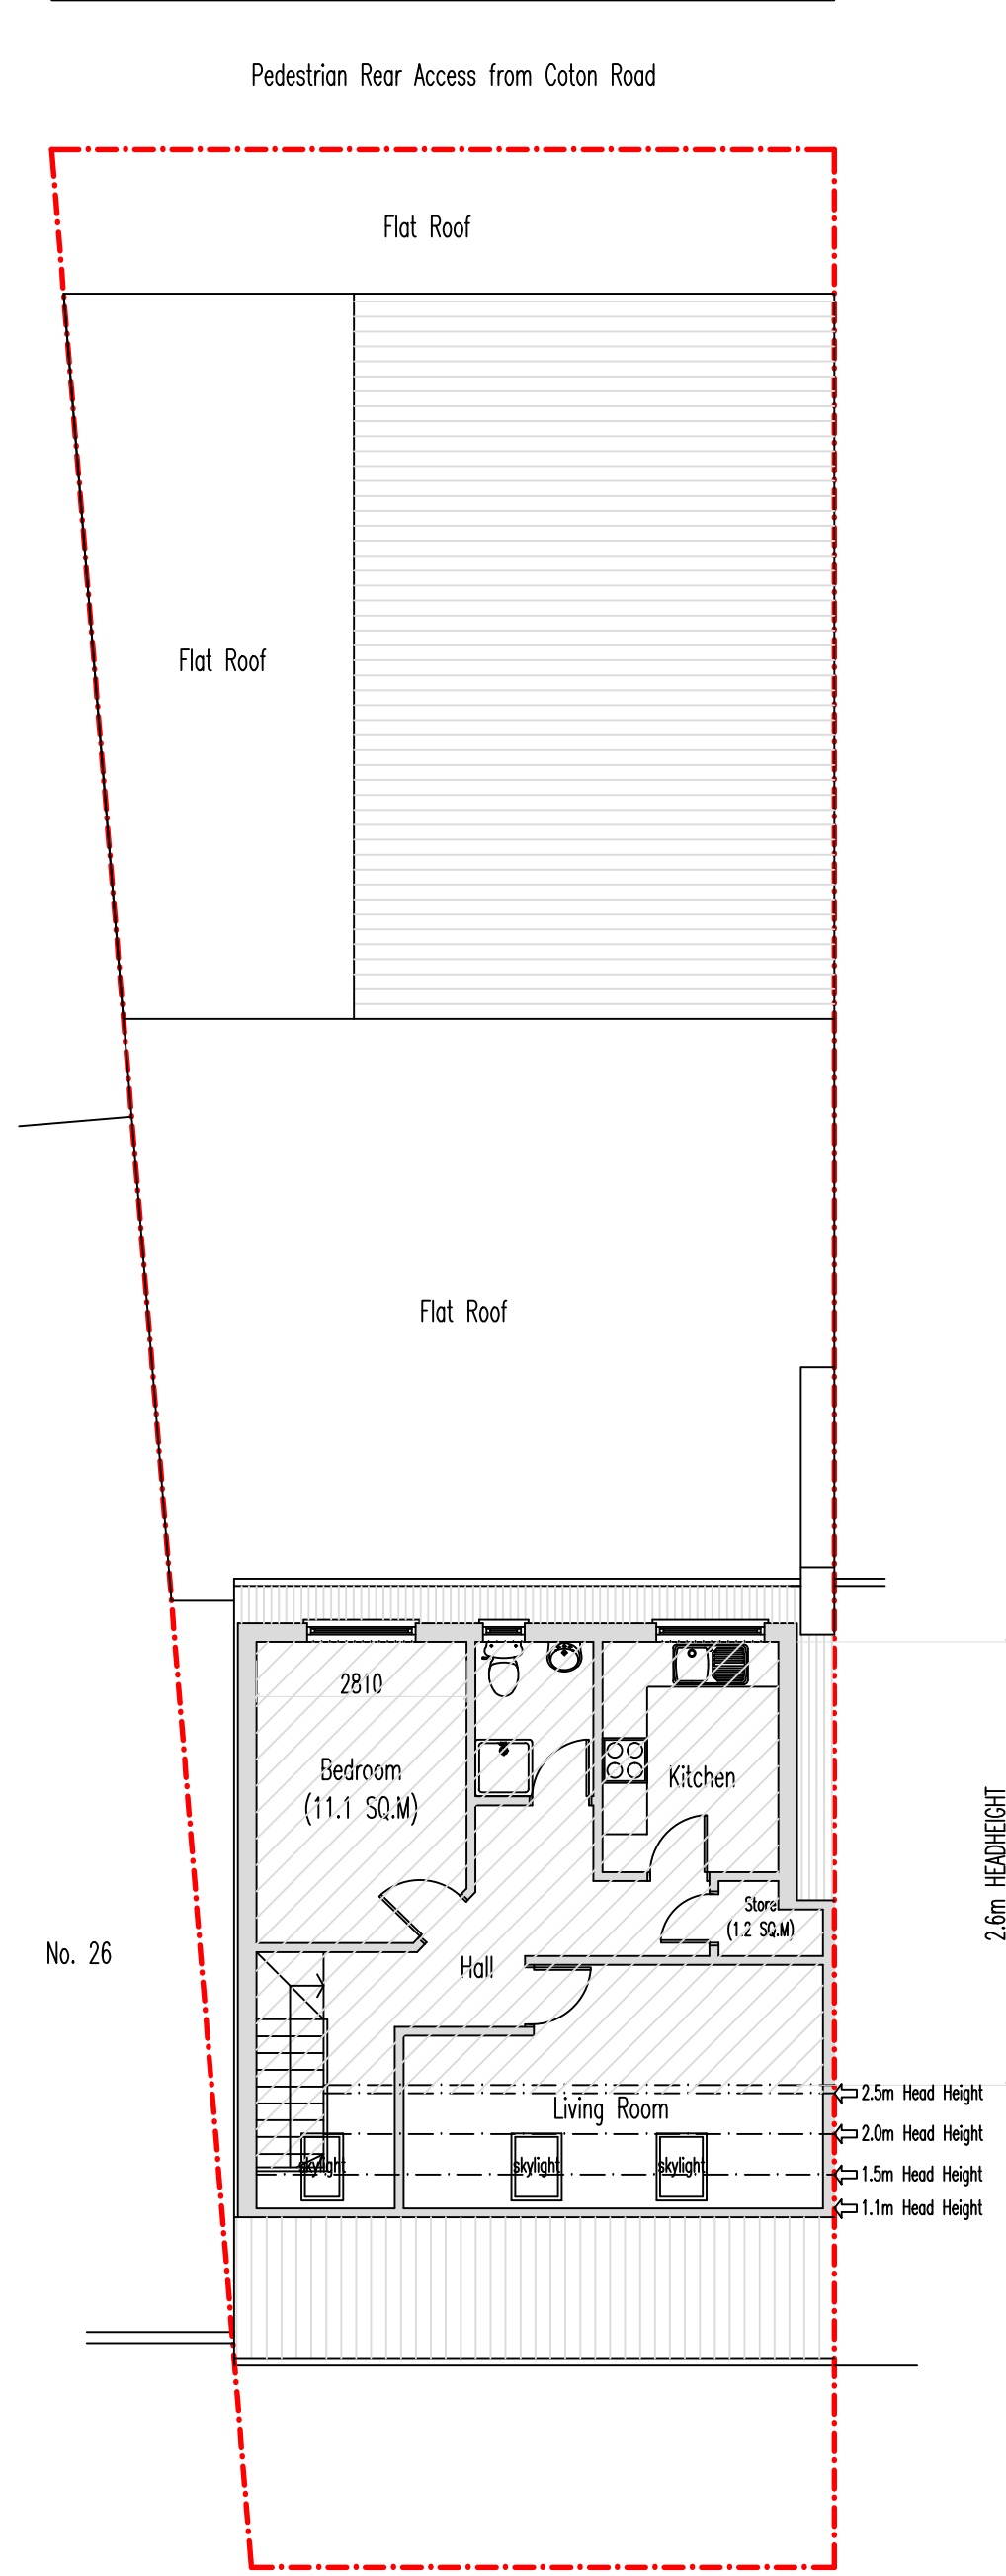 Pedestrian Rear Access from Coton Road
Flat Roof
Flat Roof
Flat Roof
2810
Bedroom
(11.1 SQ.M)
Kitchen
Store
(1.2 SQ.M)
Hall
No. 26
2.6m HEADHEIGHT
Living Room
2.5m Head Height
2.0m Head Height
skylight
skylight
skylight
1.5m Head Height
1.1m Head Height